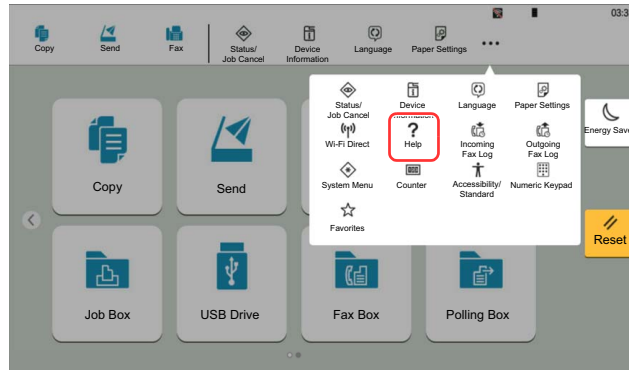 03:3
Copy
Send
Fax
Status/
Job Cancel
Device
Information
Language
Paper Settings
Status/
Job Cancel
Device
Information
Language
Paper Settings
Wi-Fi Direct
?
Help
Incoming
Fax Log
Outgoing
Fax Log
System Menu
Counter
Accessibility/
Standard
Numeric Keypad
Favorites
Energy Save
Reset
Copy
Send
Job Box
USB Drive
Fax Box
Polling Box